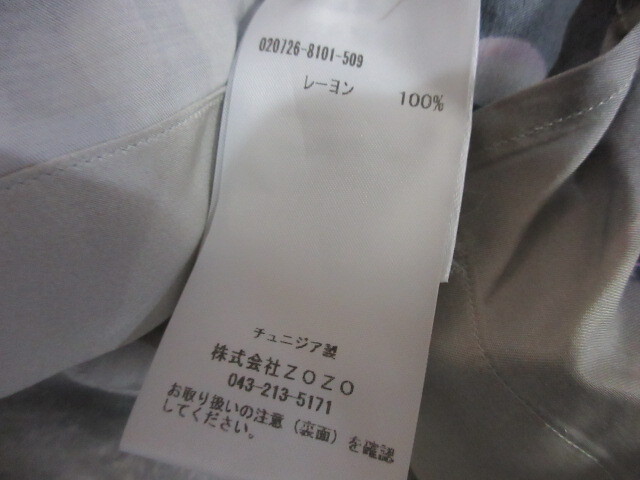 020726-8101-509
レーヨン 100%
チュニジア製
株式会社ZOZO
043-213-5171
お取り扱いの注意(裏面)を確認
してください。